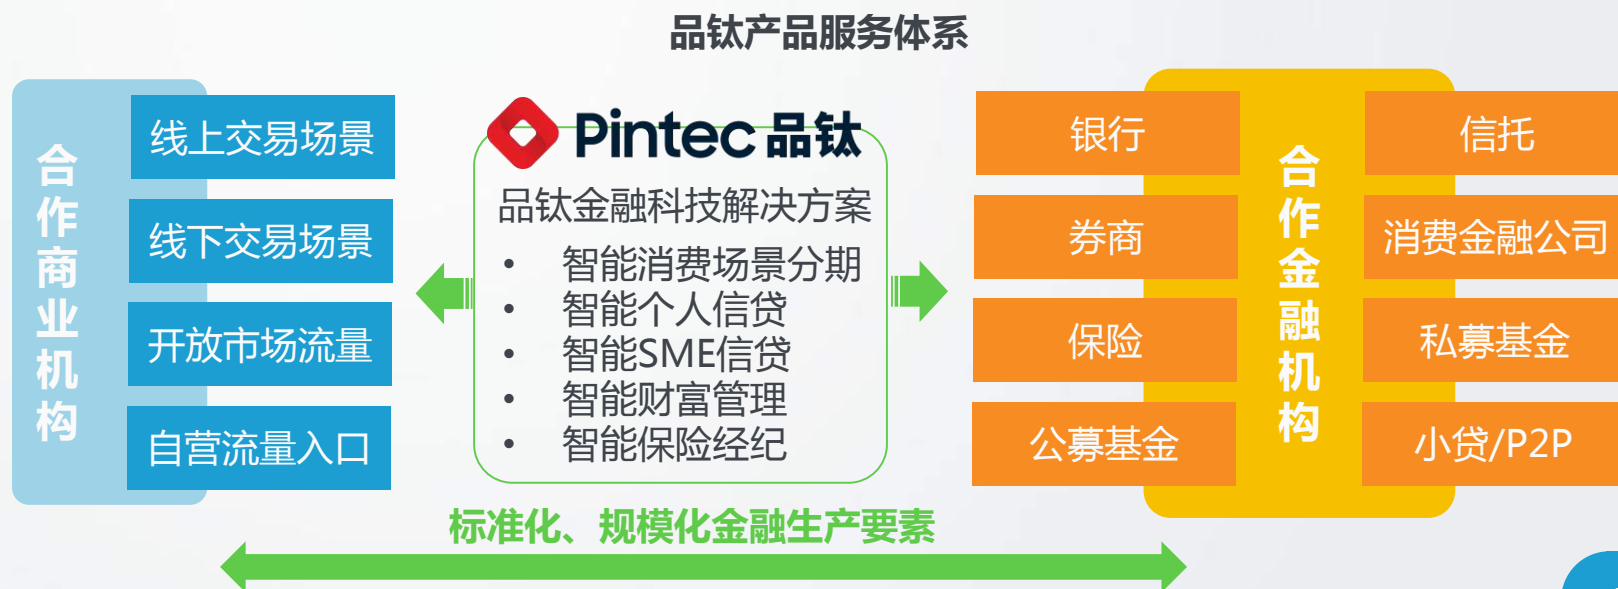 品钛产品服务体系
合作商业机构
线上交易场景
线下交易场景
开放市场流量
自营流量入口
Pintec 品钛
品钛金融科技解决方案
• 智能消费场景分期
• 智能个人信贷
• 智能SME信贷
• 智能财富管理
• 智能保险经纪
银行
券商
保险
公募基金
合作金融机构
信托
消费金融公司
私募基金
小贷/P2P
标准化、规模化金融生产要素